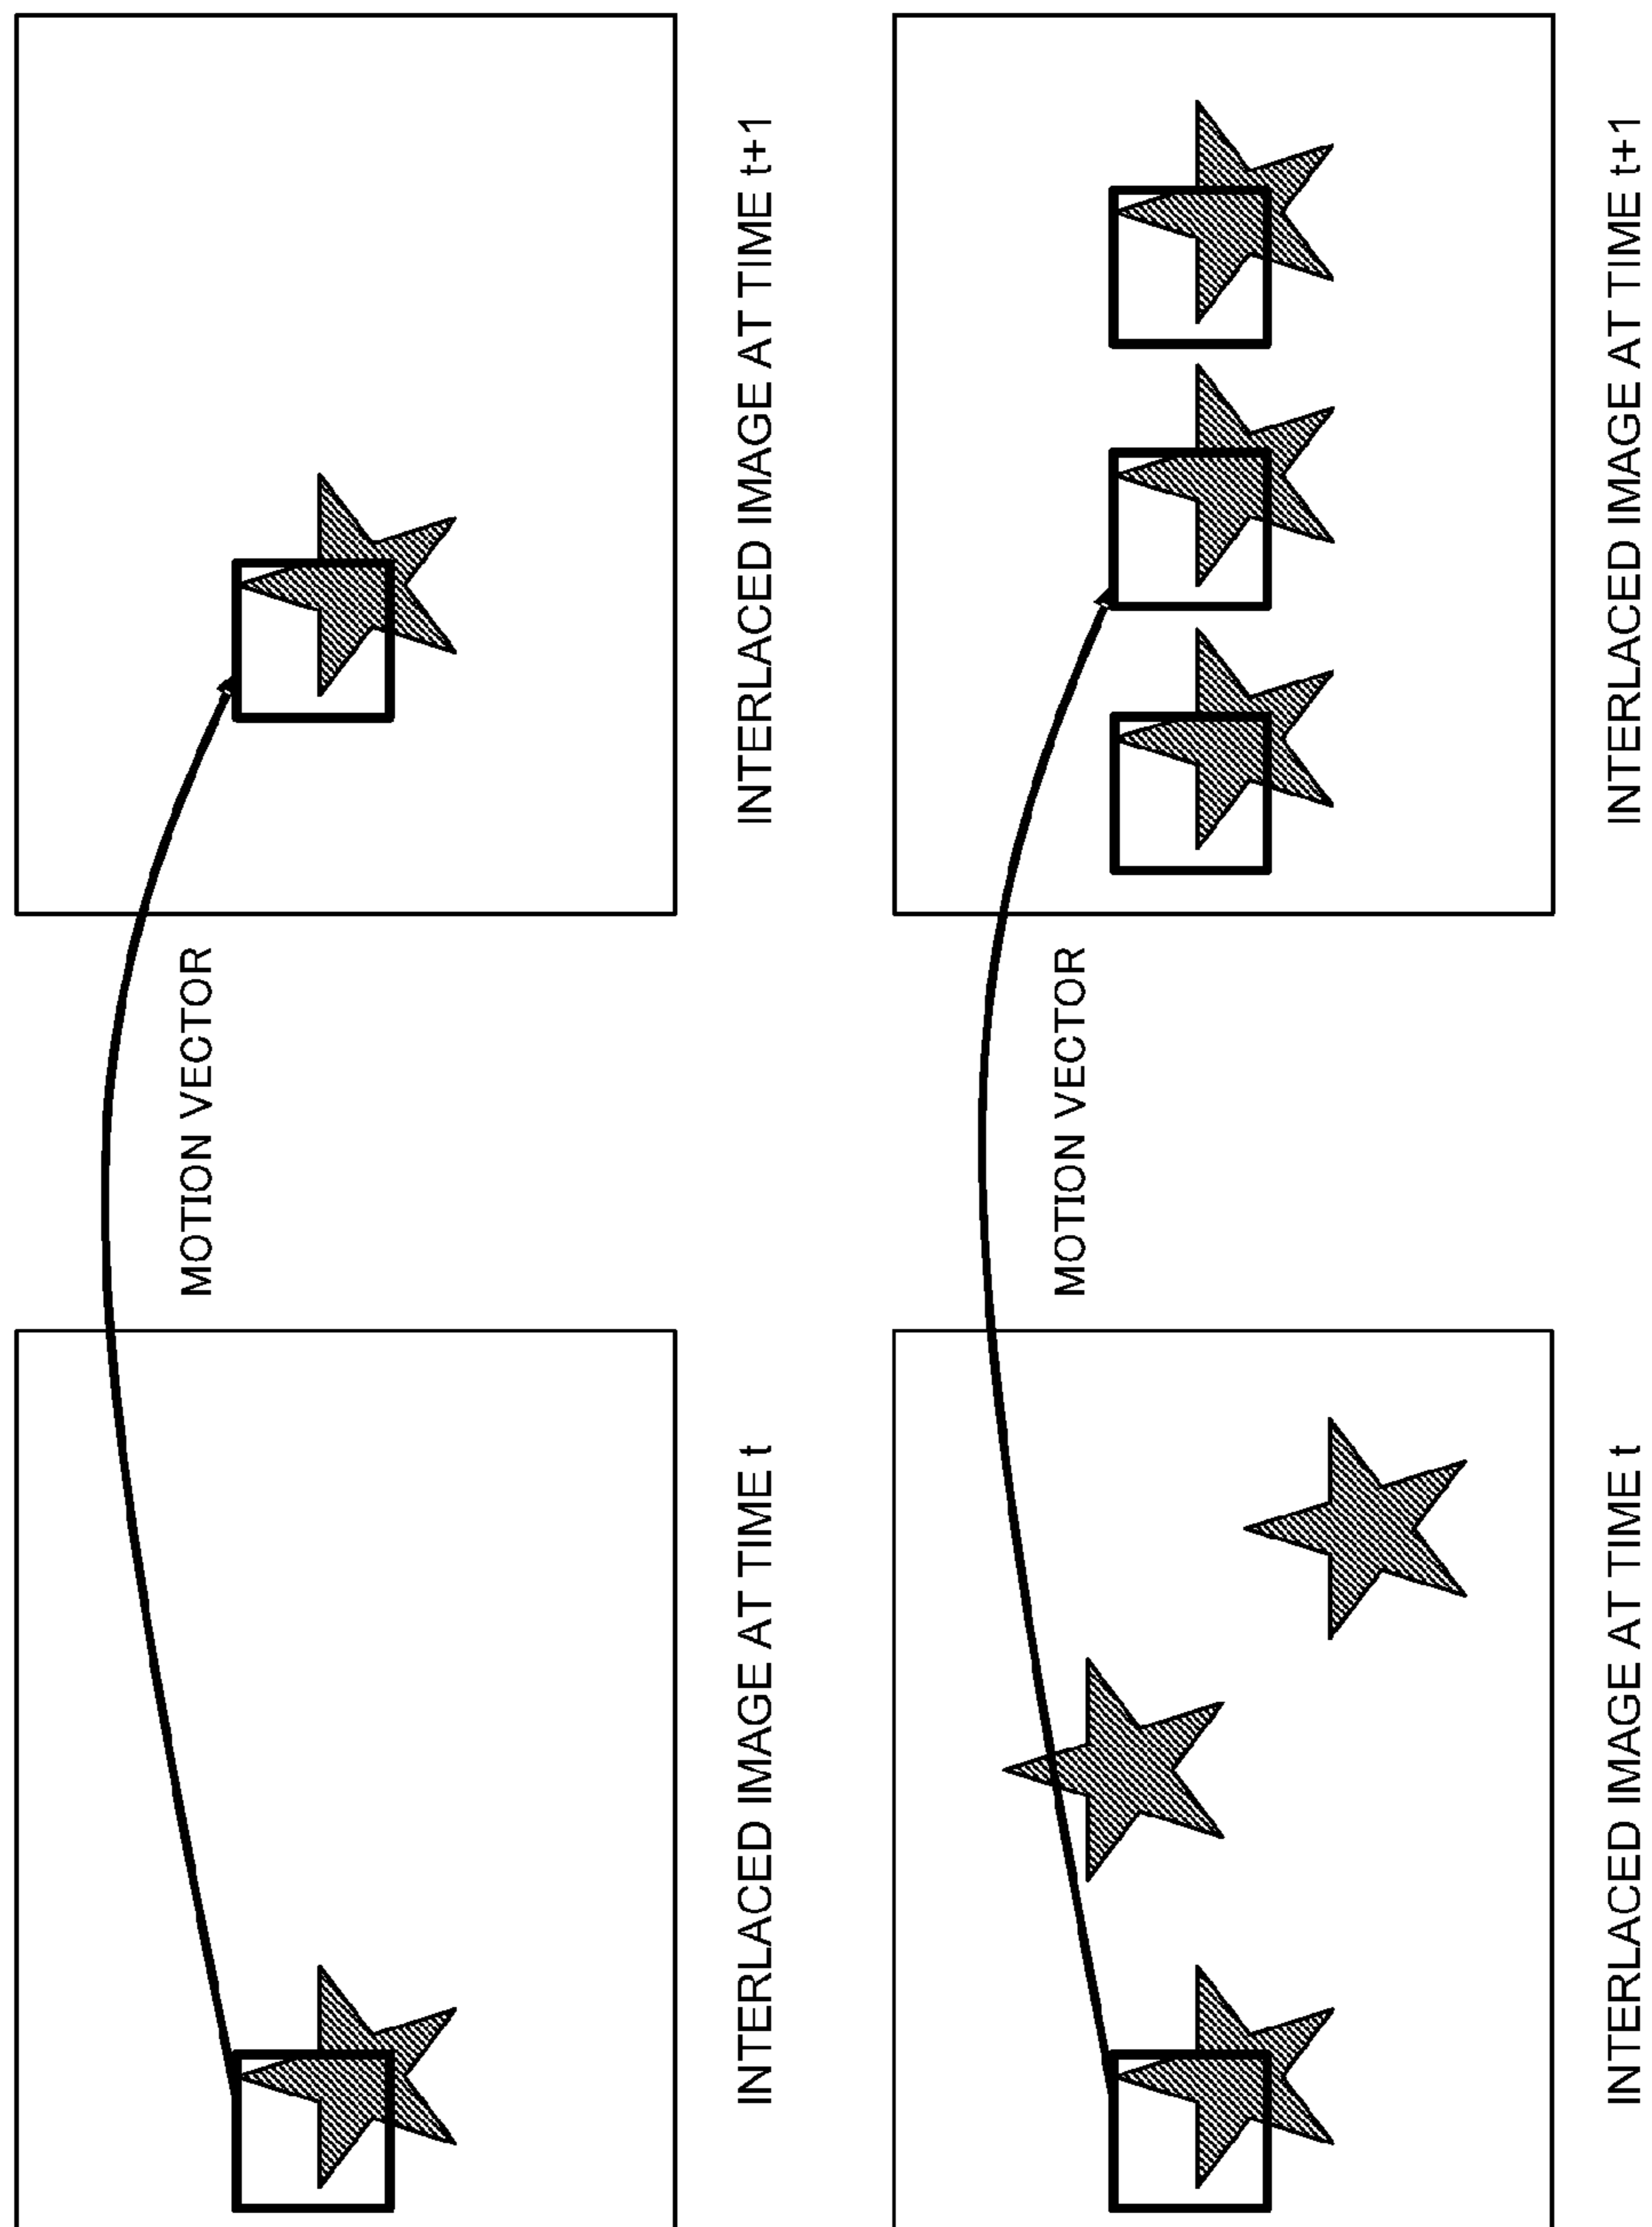 MOTION VECTOR
INTERLACED IMAGE AT TIME t
INTERLACED IMAGE AT TIME t+1
MOTION VECTOR
INTERLACED IMAGE AT TIME t
INTERLACED IMAGE AT TIME t+1